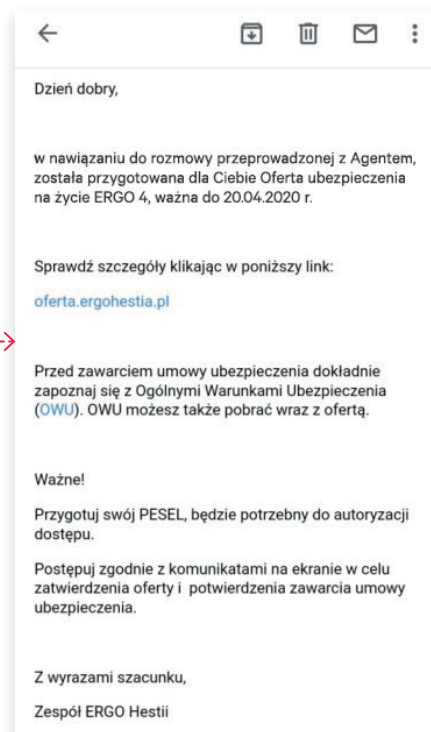 Dzień dobry,
w nawiązaniu do rozmowy przeprowadzonej z Agentem,
została przygotowana dla Ciebie Oferta ubezpieczenia
na życie ERGO 4, ważna do 20.04.2020 r.
Sprawdź szczegóły klikając w poniższy link:
oferta.ergohestia.pl
Przed zawarciem umowy ubezpieczenia dokładnie
zapoznaj się z Ogólnymi Warunkami Ubezpieczenia
(OWU). OWU możesz także pobrać wraz z ofertą.
Ważne!
Przygotuj swój PESEL, będzie potrzebny do autoryzacji
dostępu.
Postępuj zgodnie z komunikatami na ekranie w celu
zatwierdzenia oferty i potwierdzenia zawarcia umowy
ubezpieczenia.
Z wyrazami szacunku,
Zespół ERGO Hestii